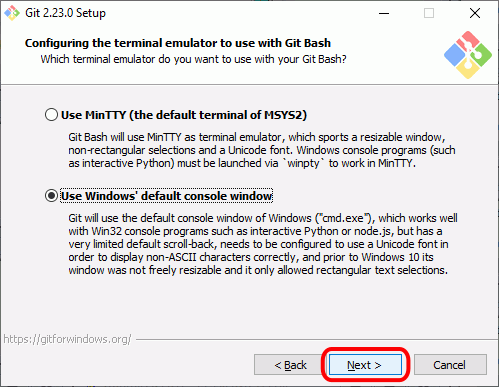 Git 2.23.0 Setup
Configuring the terminal emulator to use with Git Bash
Which terminal emulator do you want to use with your Git Bash?
Use MinTTY (the default terminal of MSYS2)
Git Bash will use MinTTY as terminal emulator, which sports a resizable window,
non-rectangular selections and a Unicode font. Windows console programs (such
as interactive Python) must be launched via `winpty` to work in MinTTY.
Use Windows' default console window
Git will use the default console window of Windows ("cmd.exe"), which works well
with Win32 console programs such as interactive Python or node.js, but has a
very limited default scroll-back, needs to be configured to use a Unicode font in
order to display non-ASCII characters correctly, and prior to Windows 10 its
window was not freely resizable and it only allowed rectangular text selections.
https://gitforwindows.org/
< Back
Next >
Cancel